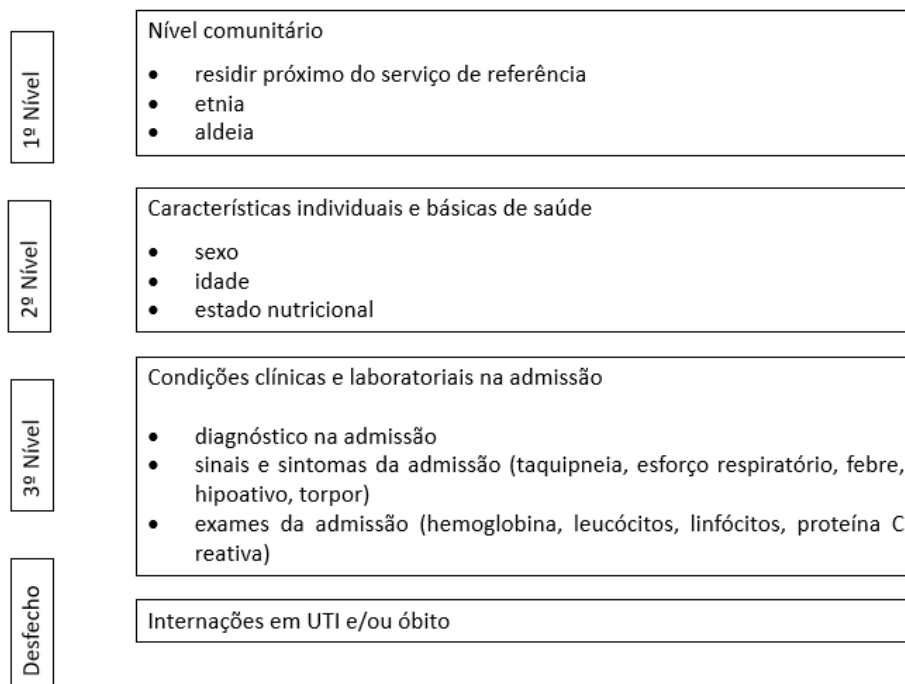 1º Nível
Nível comunitário
• residir próximo do serviço de referência
• etnia
• aldeia
2º Nível
Características individuais e básicas de saúde
• sexo
• idade
• estado nutricional
3º Nível
Condições clínicas e laboratoriais na admissão
• diagnóstico na admissão
• sinais e sintomas da admissão (taquipneia, esforço respiratório, febre,
hipoativo, torpor)
• exames da admissão (hemoglobina, leucócitos, linfócitos, proteína C
reativa)
Desfecho
Internações em UTI e/ou óbito